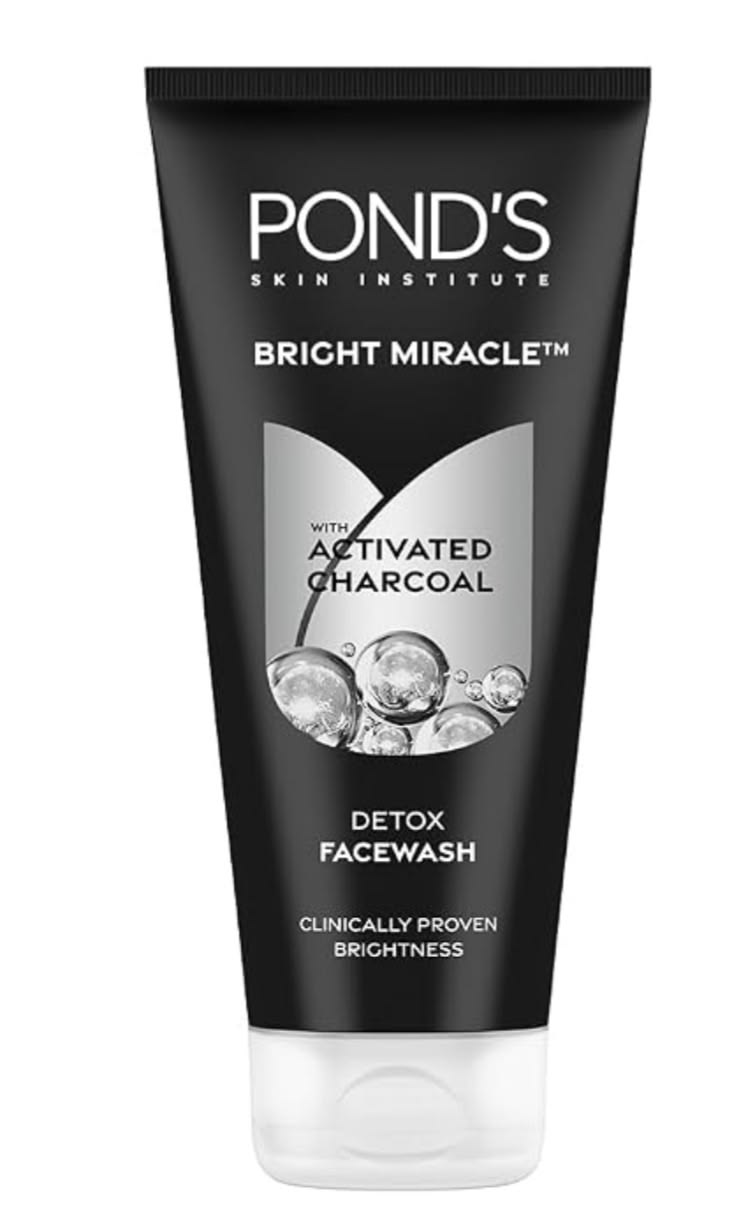 POND'S
SKIN INSTITUTE
BRIGHT MIRACLE™
WITH
ACTIVATED
CHARCOAL
DETOX
FACEWASH
CLINICALLY PROVEN
BRIGHTNESS